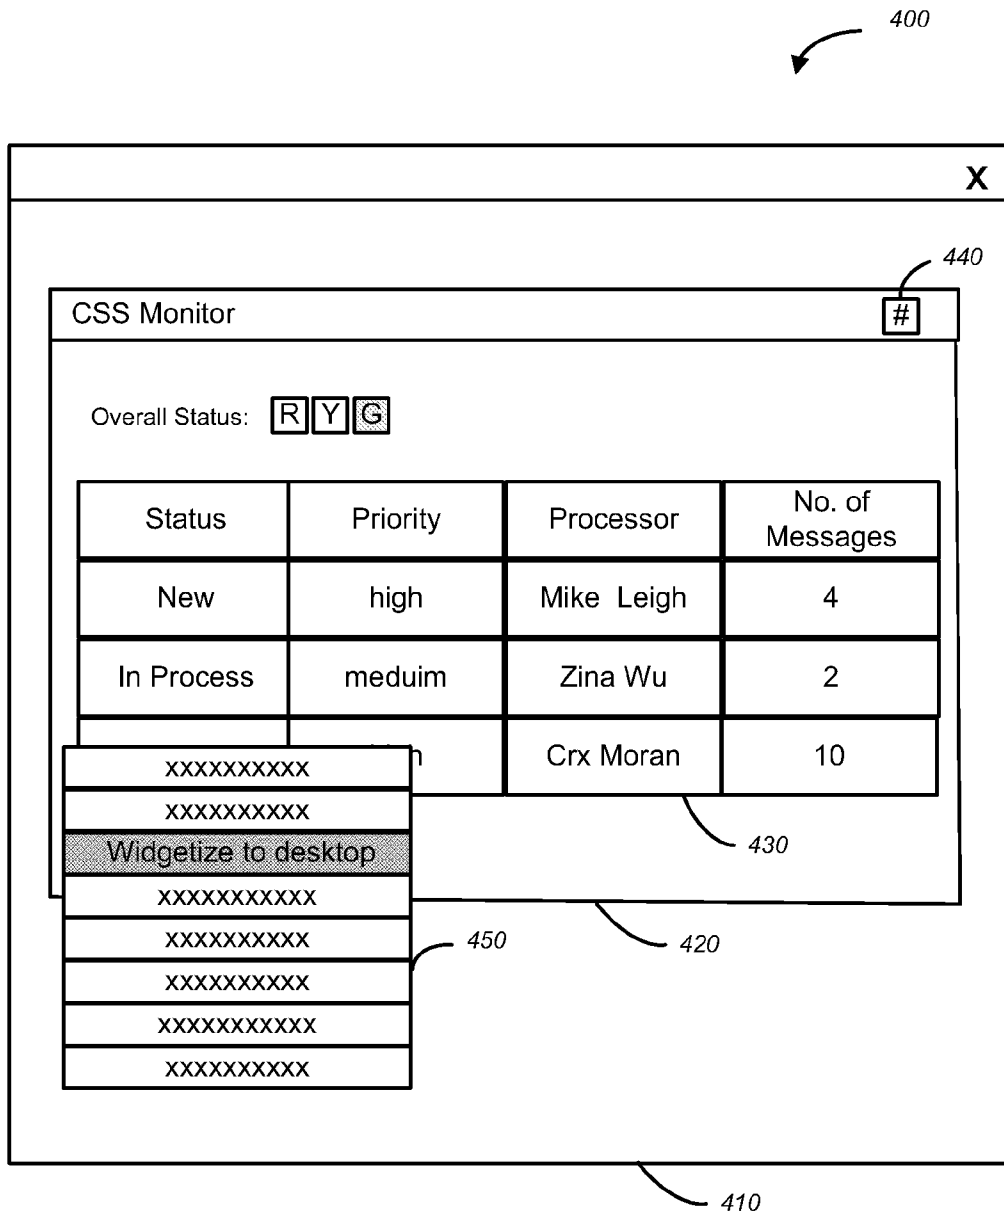 400
X
440
CSS Monitor #
Overall Status: R Y G
Status Priority Processor No. of Messages
New high Mike Leigh 4
In Process meduim Zina Wu 2
Crx Moran 10
xxxxxxxxxx
xxxxxxxxxx
430
Widgetize to desktop
xxxxxxxxxxx
xxxxxxxxxx
450
420
xxxxxxxxxx
xxxxxxxxxxx
xxxxxxxxxx
410